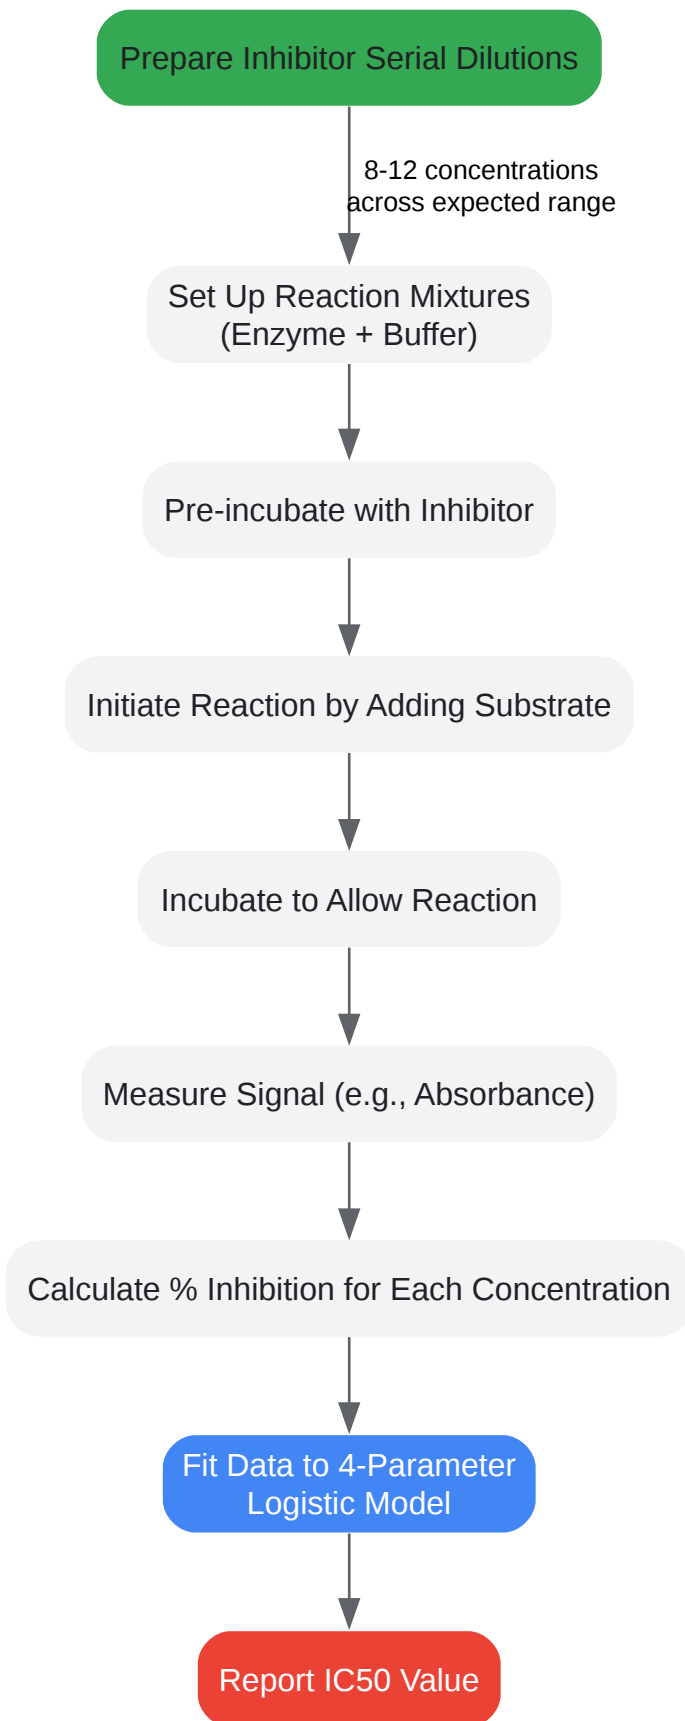 Prepare Inhibitor Serial Dilutions
8-12 concentrations
across expected range
Set Up Reaction Mixtures
(Enzyme + Buffer)
Pre-incubate with Inhibitor
Initiate Reaction by Adding Substrate
Incubate to Allow Reaction
Measure Signal (e.g., Absorbance)
Calculate % Inhibition for Each Concentration
Fit Data to 4-Parameter
Logistic Model
Report IC50 Value